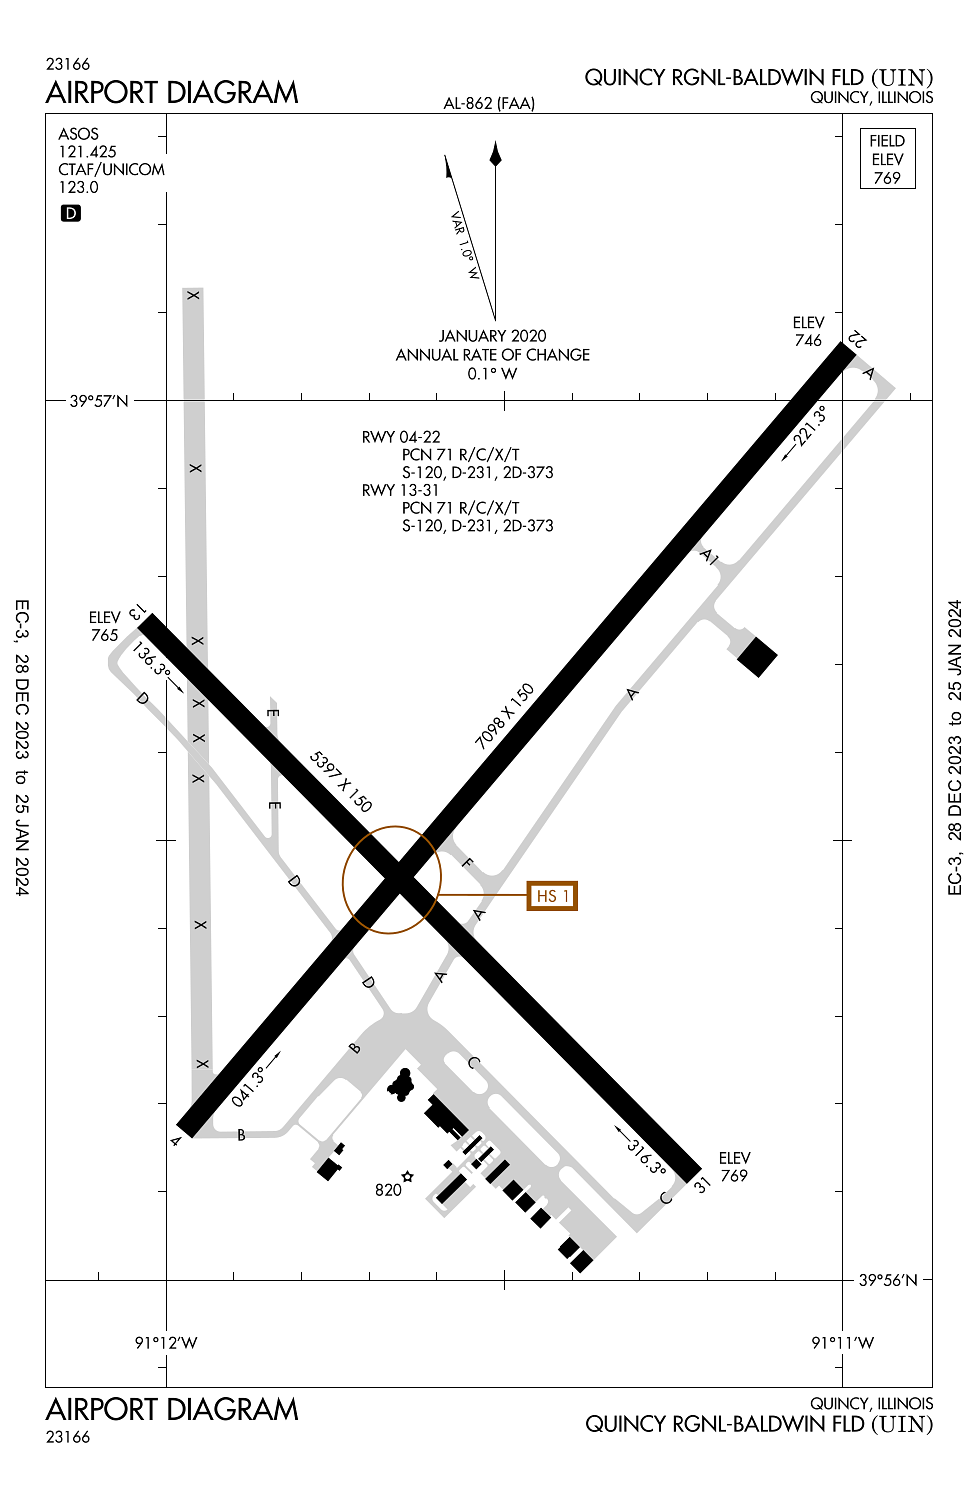 23166
AIRPORT DIAGRAM
AL-862 (FAA)
QUINCY RGNL-BALDWIN FLD (UIN)
QUINCY, ILLINOIS
ASOS
121.425
CTAF/UNICOM
123.0
D
FIELD
ELEV
769
VAR 1.0° W
JANUARY 2020
ANNUAL RATE OF CHANGE
0.1° W
X
ELEV
746
22
A
39°57'N
221.3°
RWY 04-22
PCN 71 R/C/X/T
S-120, D-231, 2D-373
RWY 13-31
PCN 71 R/C/X/T
S-120, D-231, 2D-373
X
A1
EC-3, 28 DEC 2023 to 25 JAN 2024
EC-3, 28 DEC 2023 to 25 JAN 2024
ELEV
765
13
136.3°
X
D
X
E
A
7098 X 150
X
X
5397 X 150
E
F
D
HS 1
A
X
D
A
B
C
X
041.3°
B
4
316.3°
ELEV
769
31
C
820
39°56'N
91°12'W
91°11'W
AIRPORT DIAGRAM
23166
QUINCY, ILLINOIS
QUINCY RGNL-BALDWIN FLD (UIN)